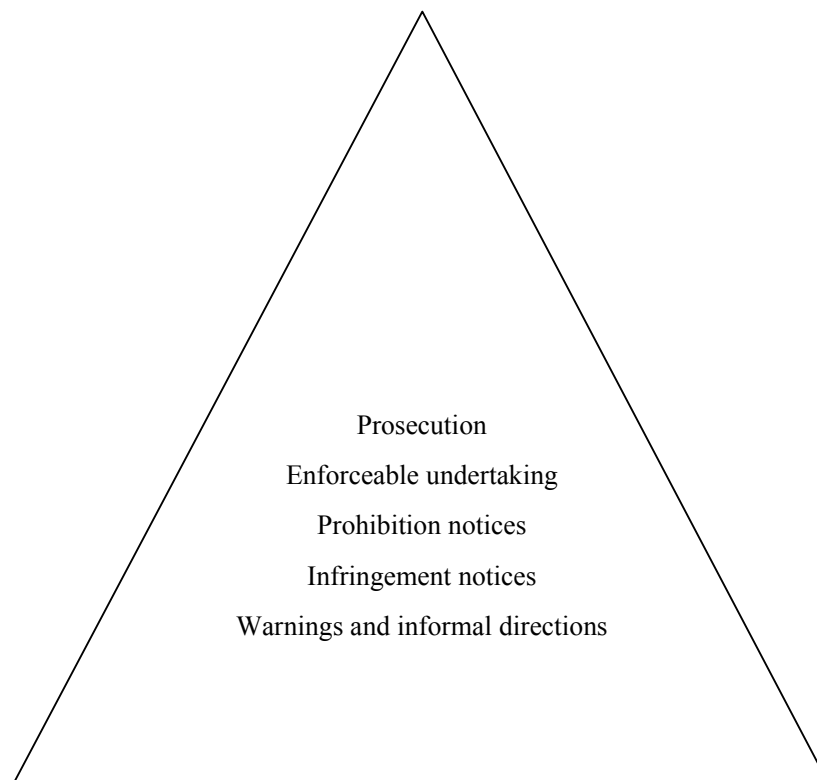 Prosecution
Enforceable undertaking
Prohibition notices
Infringement notices
Warnings and informal directions